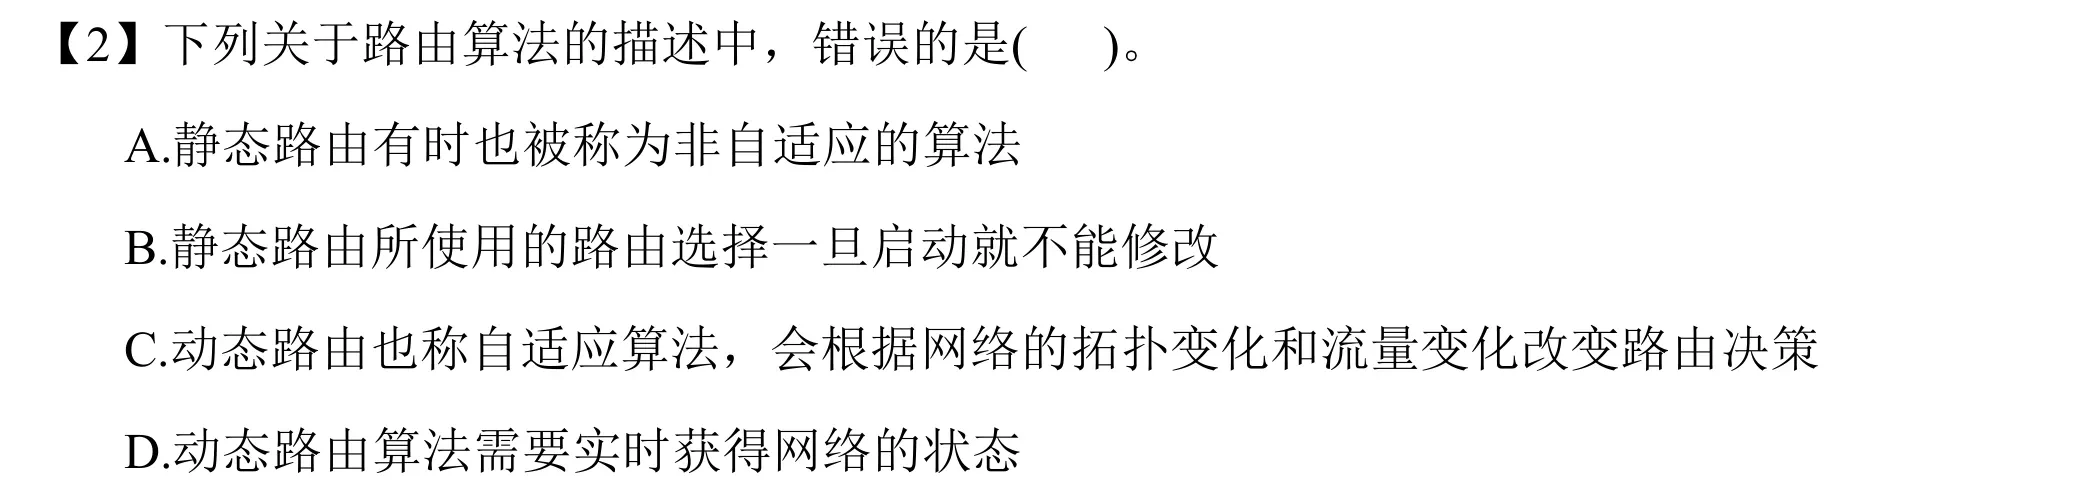 【2】下列关于路由算法的描述中，错误的是(    )。
A.静态路由有时也被称为非自适应的算法
B.静态路由所使用的路由选择一旦启动就不能修改
C.动态路由也称自适应算法，会根据网络的拓扑变化和流量变化改变路由决策
D.动态路由算法需要实时获得网络的状态